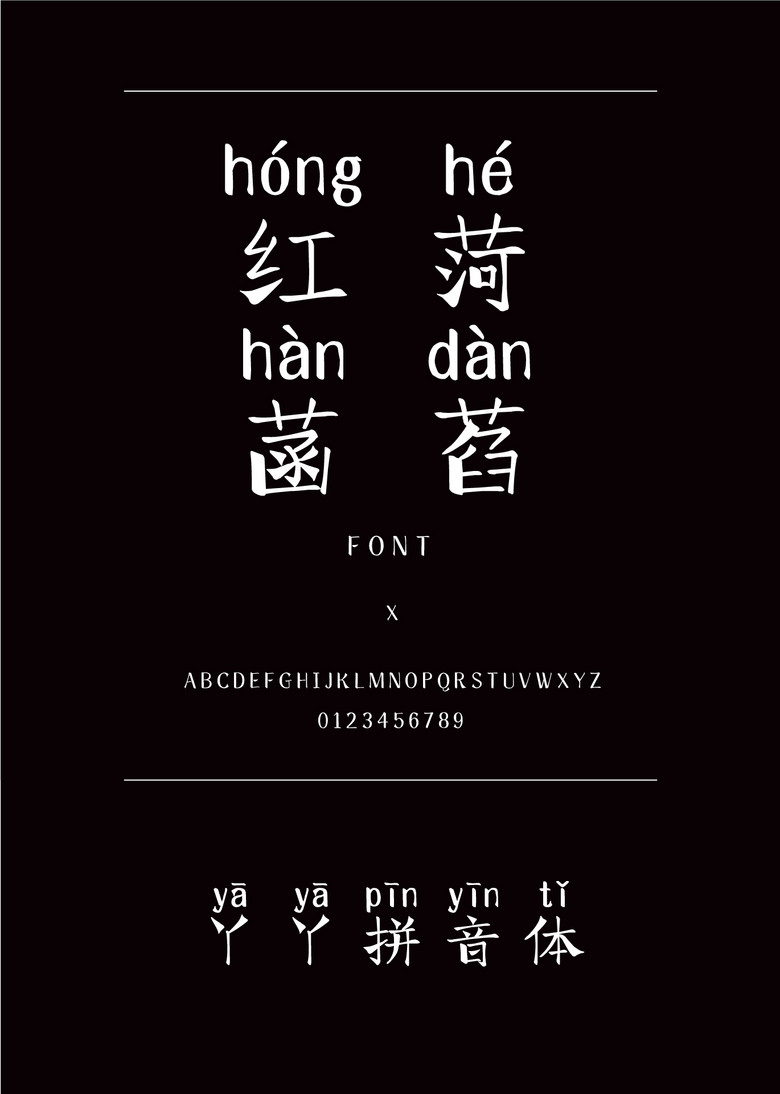 hóng hé
红菏
hàn dàn
菡萏
FONT
X
ABCDEFGHIJKLMNOPQRSTUVWXYZ
0123456789
yā yā pīn yīn tǐ
丫丫拼音体